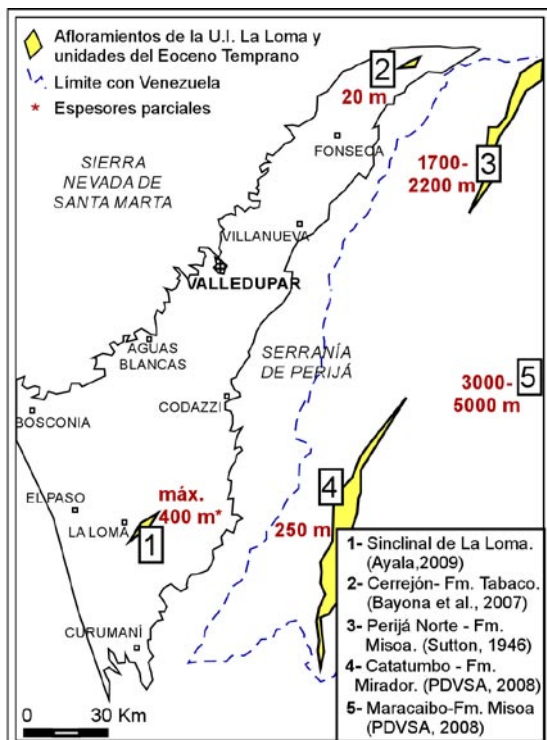 Afloramientos de la U.I. La Loma y
unidades del Eoceno Temprano
Límite con Venezuela
* Espesores parciales
2
20 m
FONSECA
SIERRA
NEVADA DE
SANTA MARTA
1700-
2200 m
3
VILLANUEVA
VALLEDUPAR
AGUAS
BLANCAS
SERRANÍA
DE PERIJÁ
3000-
5000 m
5
CODAZZI
BOSCONIA
EL PASO
LA LOMA
máx.
400 m*
1
4
250 m
CURUMANÍ
0 30 Km
1- Sinclinal de La Loma.
(Ayala,2009)
2- Cerrejón- Fm. Tabaco.
(Bayona et al., 2007)
3- Perijá Norte - Fm.
Misoa. (Sutton, 1946)
4- Catatumbo - Fm.
Mirador. (PDVSA, 2008)
5- Maracaibo-Fm. Misoa
(PDVSA, 2008)